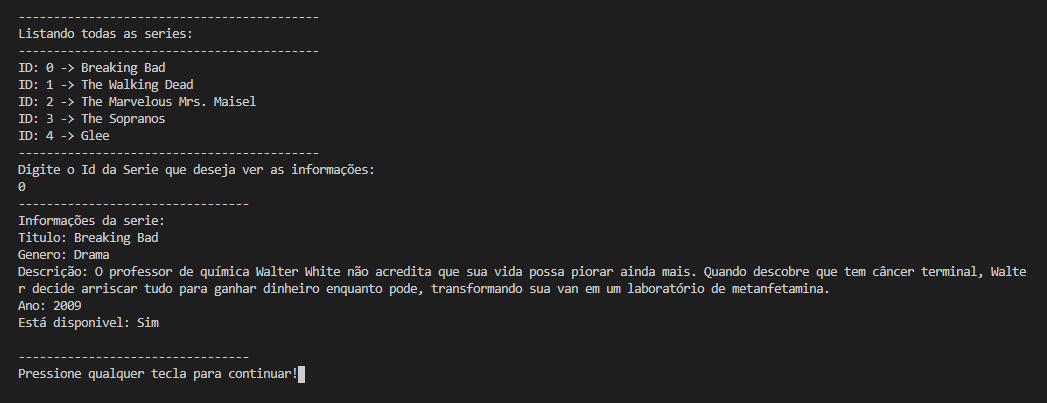 -------------------------------------------
Listando todas as series:
-------------------------------------------
ID: 0 -> Breaking Bad
ID: 1 -> The Walking Dead
ID: 2 -> The Marvelous Mrs. Maisel
ID: 3 -> The Sopranos
ID: 4 -> Glee
-------------------------------------------
Digite o Id da Serie que deseja ver as informações:
0
---------------------------------
Informações da serie:
Titulo: Breaking Bad
Genero: Drama
Descrição: O professor de química Walter White não acredita que sua vida possa piorar ainda mais. Quando descobre que tem câncer terminal, Walte
r decide arriscar tudo para ganhar dinheiro enquanto pode, transformando sua van em um laboratório de metanfetamina.
Ano: 2009
Está disponivel: Sim
---------------------------------
Pressione qualquer tecla para continuar!